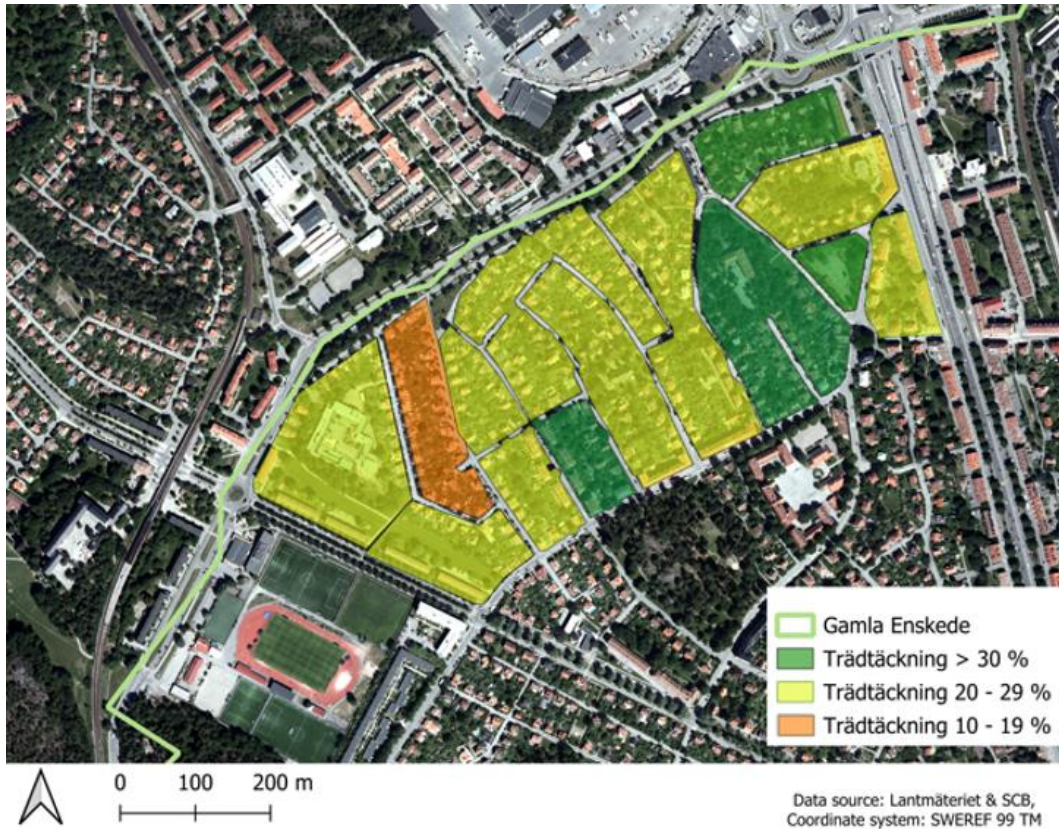 Gamla Enskede
Trädtäckning > 30 %
Trädtäckning 20 - 29 %
Trädtäckning 10 - 19 %
0 100 200 m
Data source: Lantmäteriet & SCB,
Coordinate system: SWEREF 99 TM